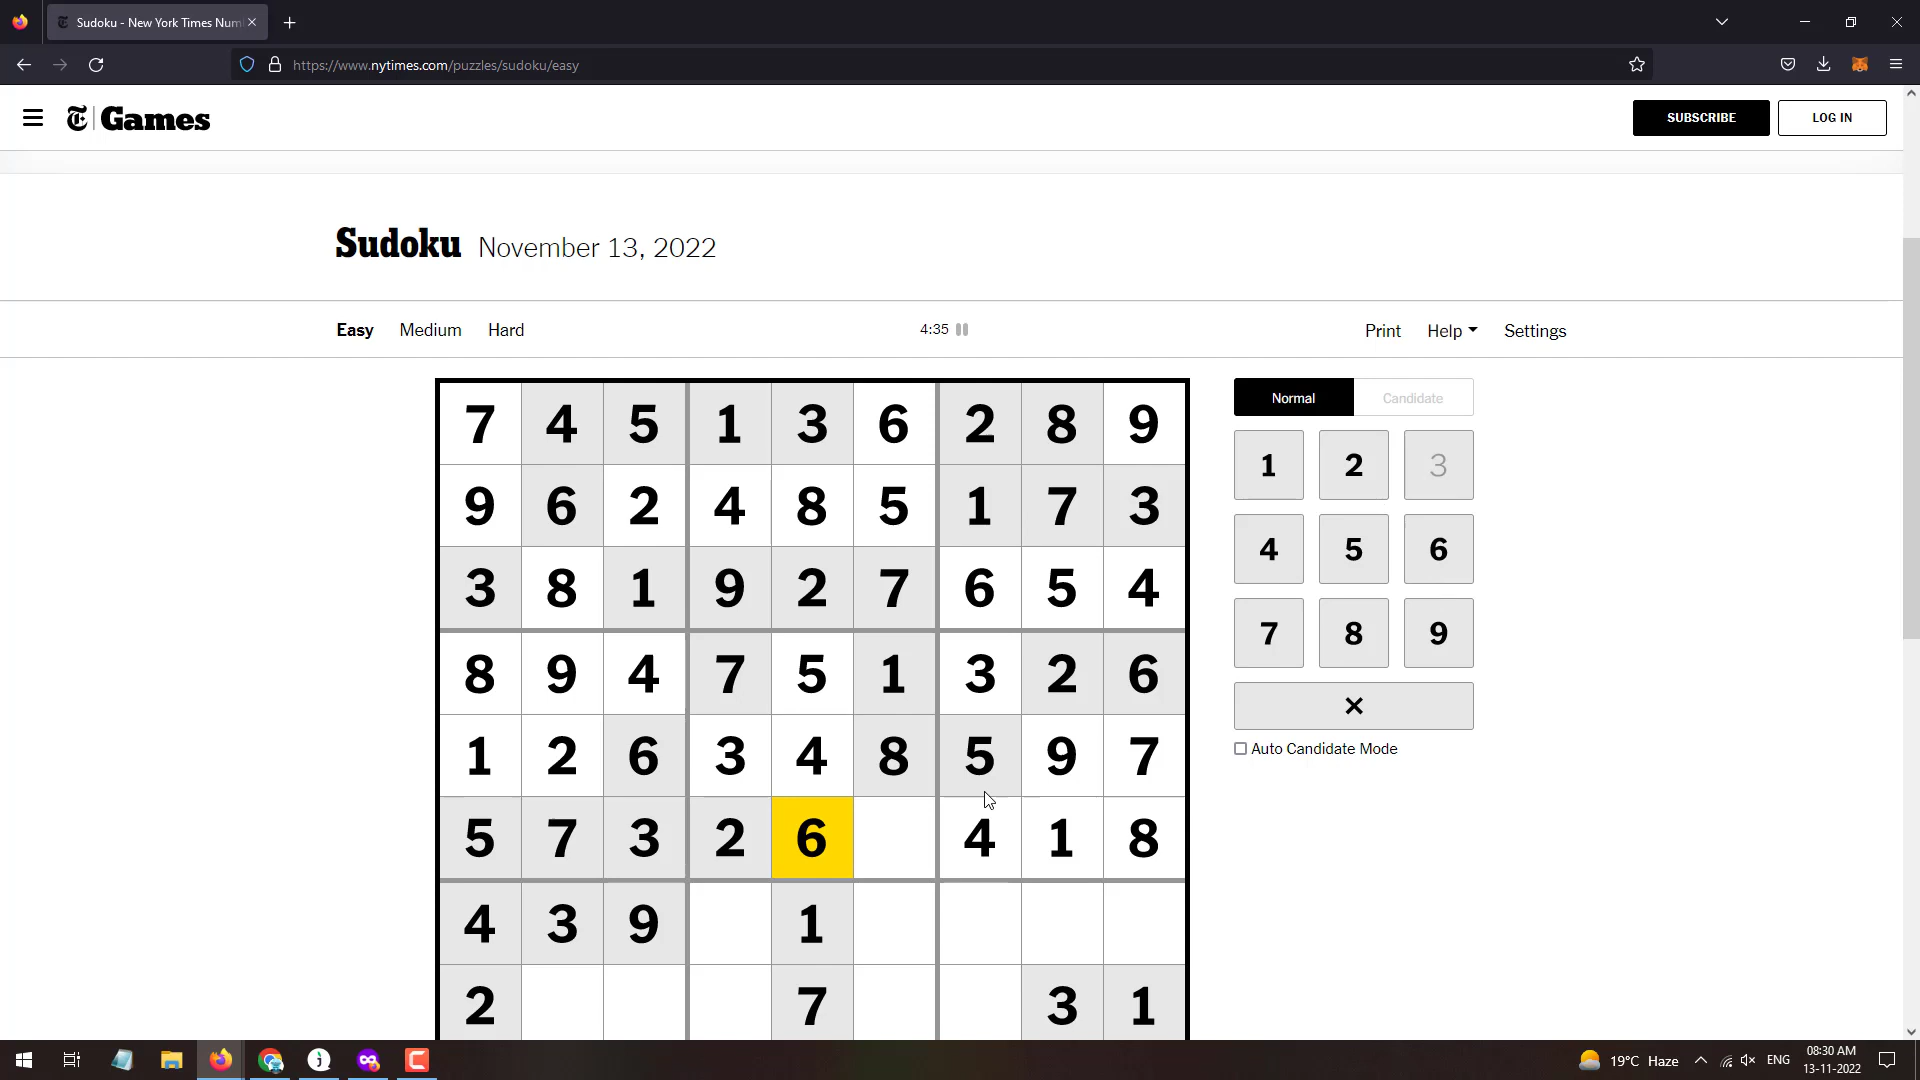 Sudoku - New York Times Num
https://www.nytimes.com/puzzles/sudoku/easy
Games
SUBSCRIBE
LOG IN
Sudoku November 13, 2022
Easy Medium Hard
4:35
Print Help Settings
7 4 5 1 3 6 2 8 9
9 6 2 4 8 5 1 7 3
3 8 1 9 2 7 6 5 4
8 9 4 7 5 1 3 2 6
1 2 6 3 4 8 5 9 7
5 7 3 2 6 4 1 8
4 3 9 1
2 7 3 1
Normal Candidate
1 2 3
4 5 6
7 8 9
Auto Candidate Mode
19°C Haze
ENG
08:30 AM
13-11-2022